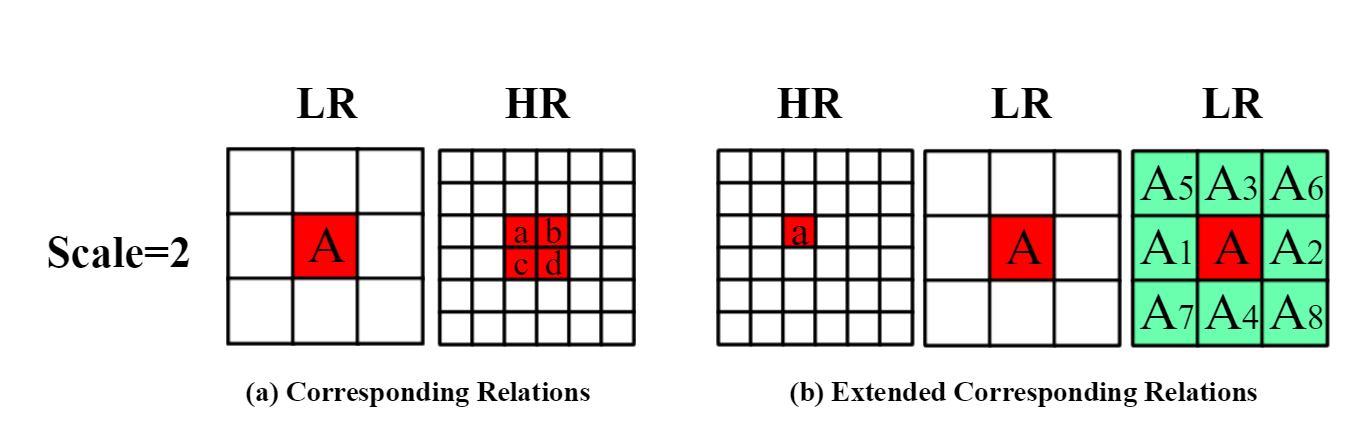 LR HR HR LR LR
A5 A3 A6
a b
a
Scale=2 A A A1 A A2
c d
A7 A4 A8
(a) Corresponding Relations (b) Extended Corresponding Relations